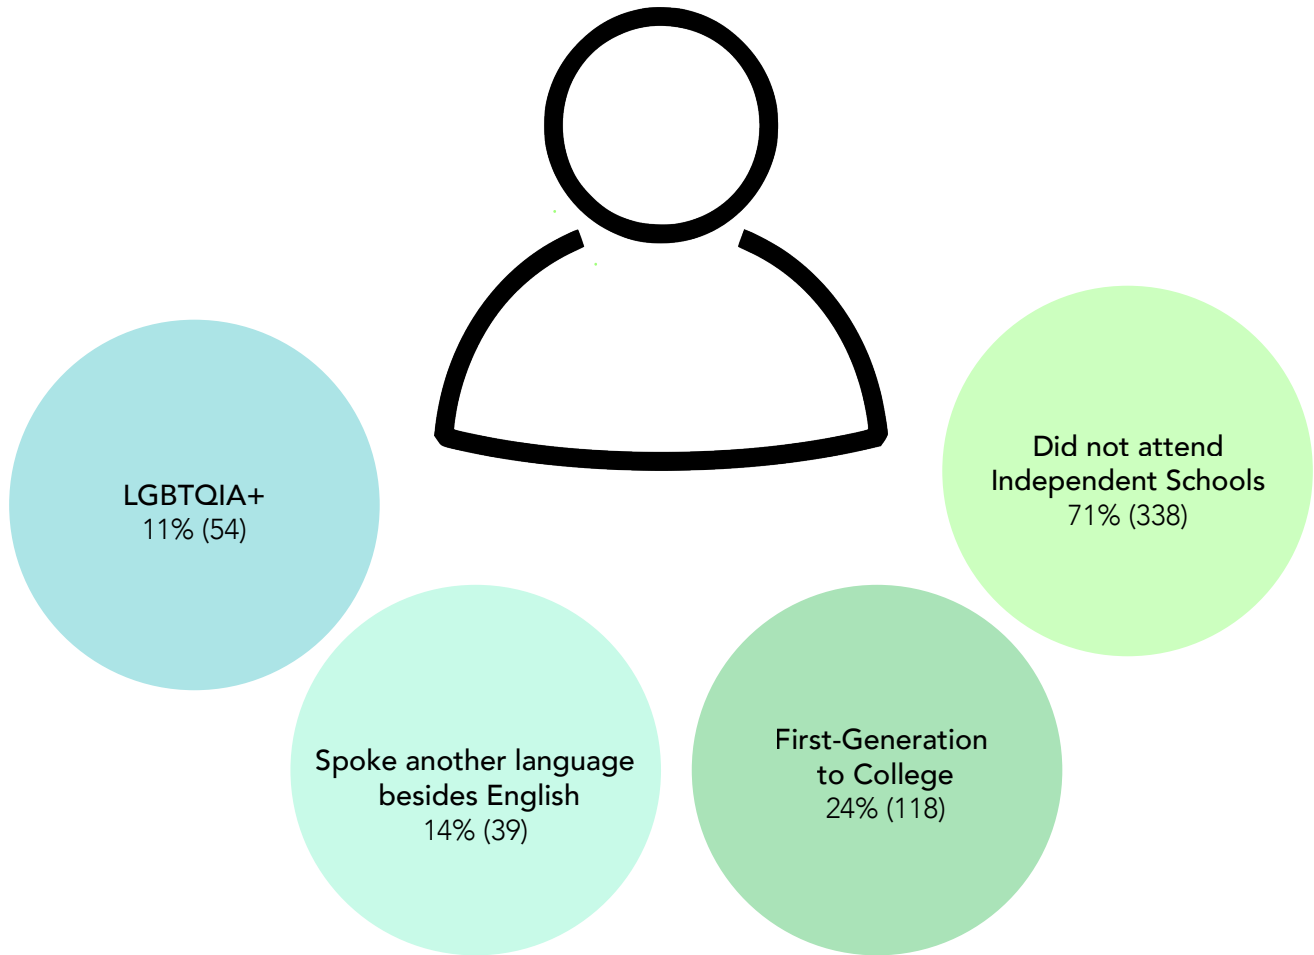 LGBTQIA+
11% (54)
Spoke another language
besides English
14% (39)
First-Generation
to College
24% (118)
Did not attend
Independent Schools
71% (338)